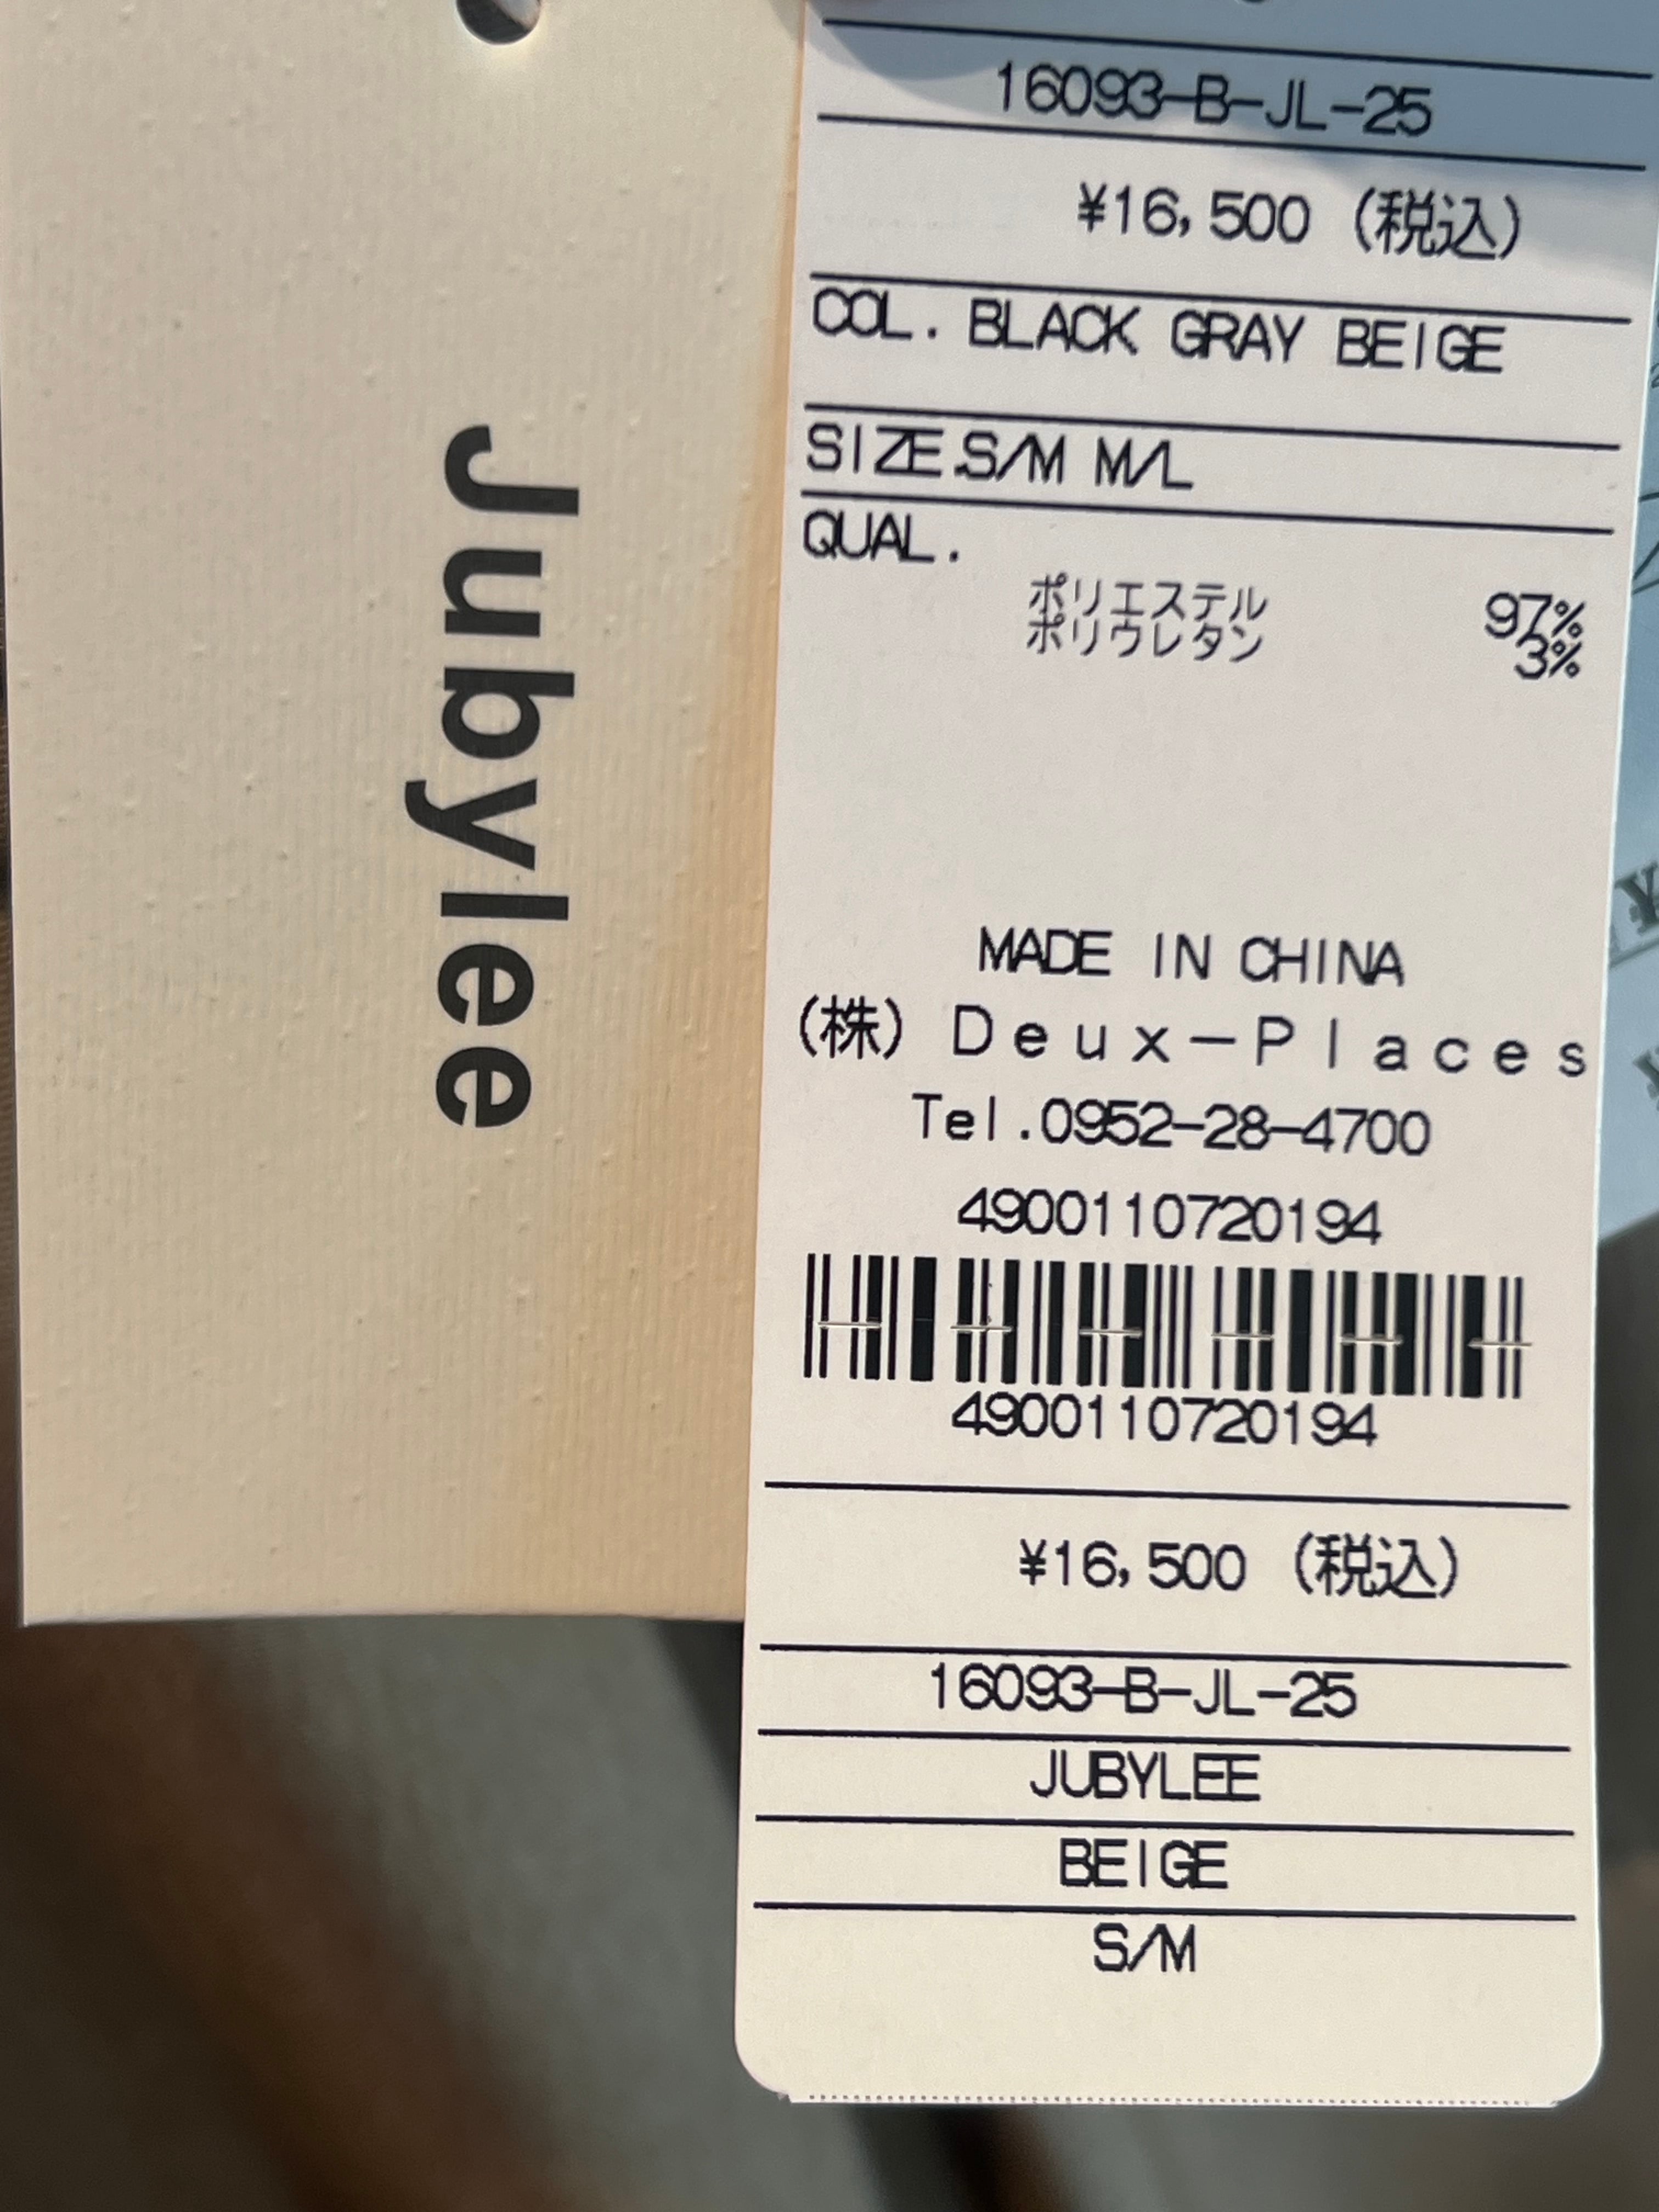 Jubylee
16093-B-JL-25
¥16,500 (税込)
COL. BLACK GRAY BEIGE
SIZE.S/M M/L
QUAL.
ポリエステル 97%
ポリウレタン 3%
MADE IN CHINA
(株) Deux-Places
Tel.0952-28-4700
4900110720194
4900110720194
¥16,500 (税込)
16093-B-JL-25
JUBYLEE
BEIGE
S/M